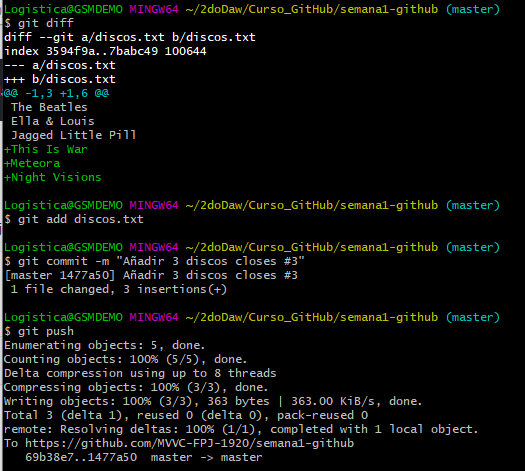 Logistica@GSMDEMO MINGW64 ~/2doDaw/Curso_GitHub/semana1-github (master)
$ git diff
diff --git a/discos.txt b/discos.txt
index 3594f9a..7babc49 100644
--- a/discos.txt
+++ b/discos.txt
@@ -1,3 +1,6 @@
 The Beatles
 Ella & Louis
 Jagged Little Pill
+This Is War
+Meteora
+Night Visions
Logistica@GSMDEMO MINGW64 ~/2doDaw/Curso_GitHub/semana1-github (master)
$ git add discos.txt
Logistica@GSMDEMO MINGW64 ~/2doDaw/Curso_GitHub/semana1-github (master)
$ git commit -m "Añadir 3 discos closes #3"
[master 1477a50] Añadir 3 discos closes #3
 1 file changed, 3 insertions(+)
Logistica@GSMDEMO MINGW64 ~/2doDaw/Curso_GitHub/semana1-github (master)
$ git push
Enumerating objects: 5, done.
Counting objects: 100% (5/5), done.
Delta compression using up to 8 threads
Compressing objects: 100% (3/3), done.
Writing objects: 100% (3/3), 363 bytes | 363.00 KiB/s, done.
Total 3 (delta 1), reused 0 (delta 0), pack-reused 0
remote: Resolving deltas: 100% (1/1), completed with 1 local object.
To https://github.com/MVVC-FPJ-1920/semana1-github
   69b38e7..1477a50  master -> master